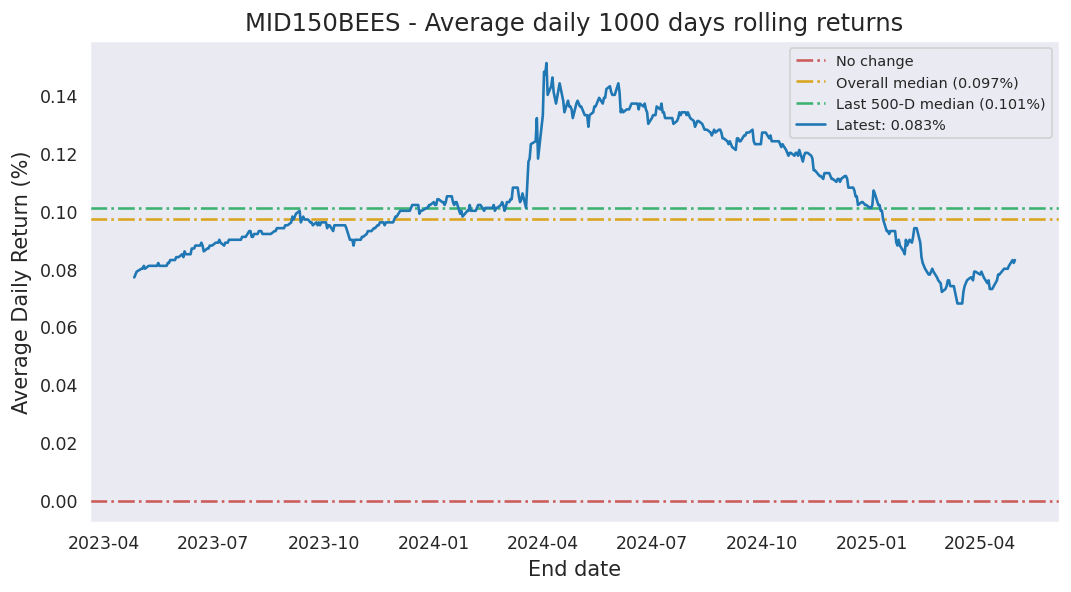 MID150BEES - Average daily 1000 days rolling returns
No change
Overall median (0.097%)
Last 500-D median (0.101%)
Latest: 0.083%
Average Daily Return (%)
0.14
0.12
0.10
0.08
0.06
0.04
0.02
0.00
2023-04 2023-07 2023-10 2024-01 2024-04 2024-07 2024-10 2025-01 2025-04
End date